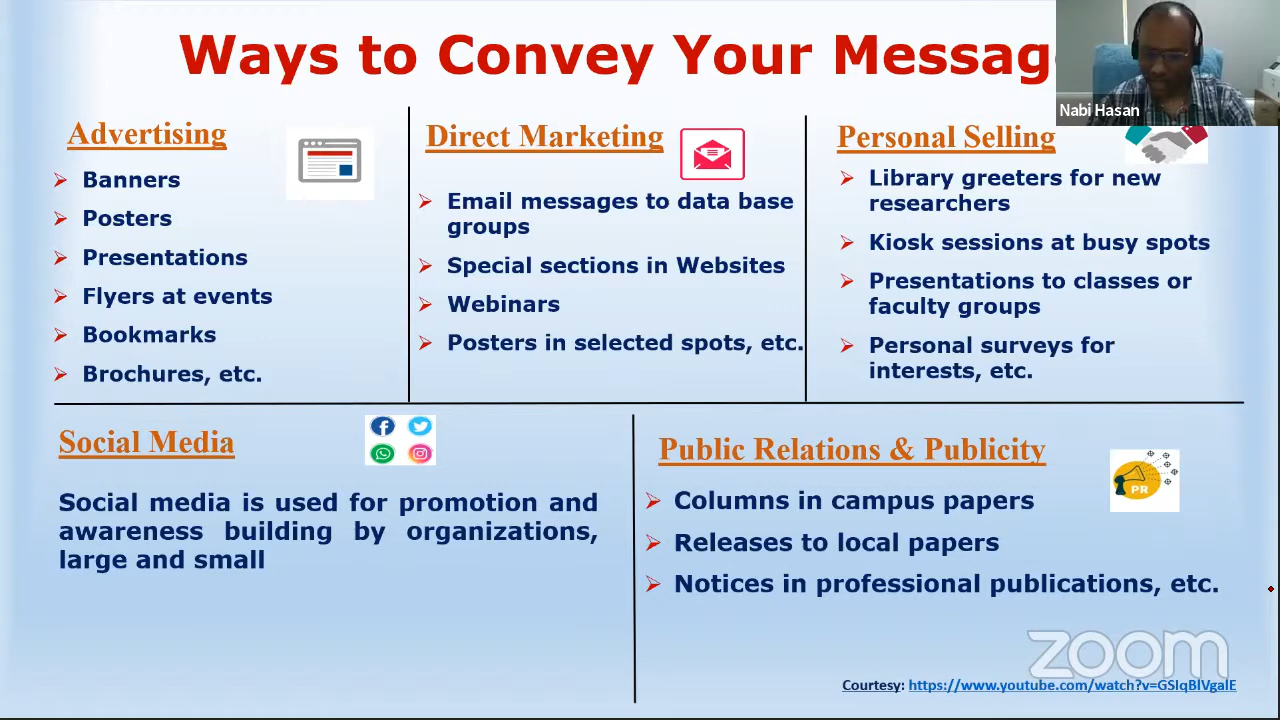 Ways to Convey Your Messag
Nabi Hasan
Advertising
Banners
Posters
Presentations
Flyers at events
Bookmarks
Brochures, etc.
Direct Marketing
Email messages to data base
groups
Special sections in Websites
Webinars
Posters in selected spots, etc.
Personal Selling
Library greeters for new
researchers
Kiosk sessions at busy spots
Presentations to classes or
faculty groups
Personal surveys for
interests, etc.
Social Media
Social media is used for promotion and
awareness building by organizations,
large and small
Public Relations & Publicity
PR
Columns in campus papers
Releases to local papers
Notices in professional publications, etc.
zoom
Courtesy: https://www.youtube.com/watch?v=GSIqBlVgaIE